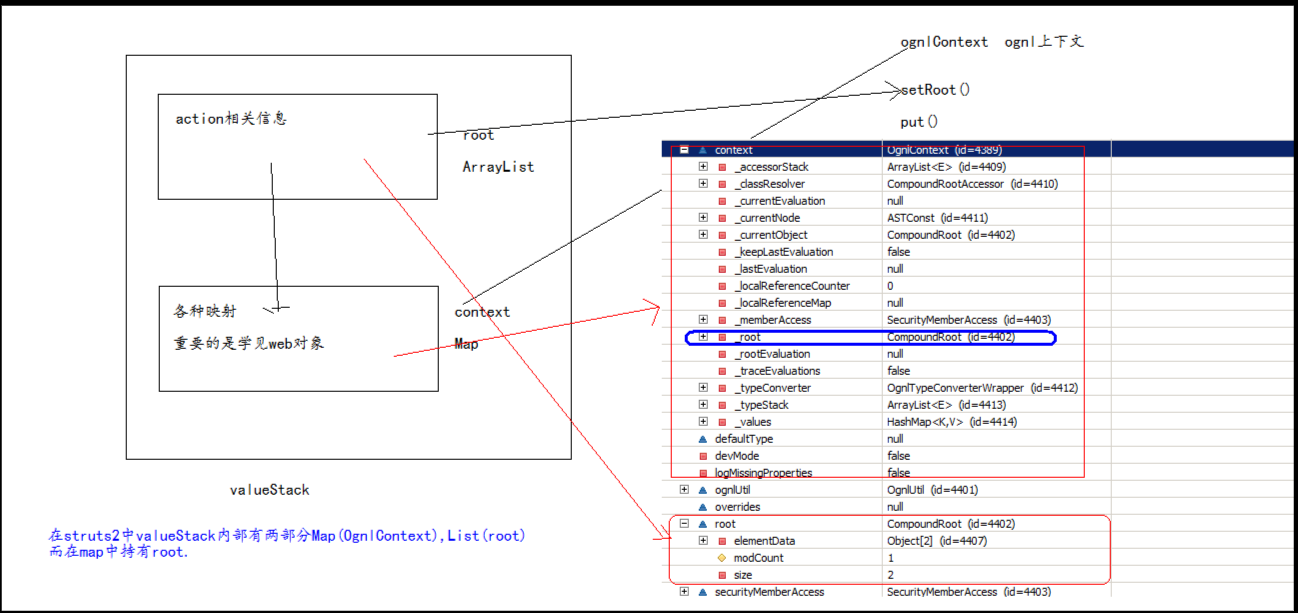 ognlContext ognl上下文
setRoot()
put()
action相关信息
root
ArrayList
各种映射
重要的是学见web对象
context
Map
valueStack
在struts2中valueStack内部有两部分Map(OgnlContext),List(root)
而在map中持有root.
context OgnlContext (id=4389)
_accessorStack ArrayList<E> (id=4409)
_classResolver CompoundRootAccessor (id=4410)
_currentEvaluation null
_currentNode ASTConst (id=4411)
_currentObject CompoundRoot (id=4402)
_keepLastEvaluation false
_lastEvaluation null
_localReferenceCounter 0
_localReferenceMap null
_memberAccess SecurityMemberAccess (id=4403)
_root CompoundRoot (id=4402)
_rootEvaluation null
_traceEvaluations false
_typeConverter OgnlTypeConverterWrapper (id=4412)
_typeStack ArrayList<E> (id=4413)
_values HashMap<K,V> (id=4414)
defaultType null
devMode false
logMissingProperties false
ognlUtil OgnlUtil (id=4401)
overrides null
root CompoundRoot (id=4402)
elementData Object[2] (id=4407)
modCount 1
size 2
securityMemberAccess SecurityMemberAccess (id=4403)